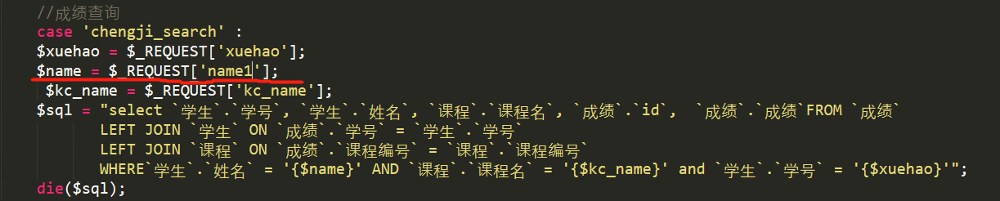 //成绩查询
case 'chengji_search' :
$xuehao = $_REQUEST['xuehao'];
$name = $_REQUEST['name1'];
$kc_name = $_REQUEST['kc_name'];
$sql = "select `学生`.`学号`, `学生`.`姓名`, `课程`.`课程名`, `成绩`.`id`,  `成绩`.`成绩`FROM `成绩`
LEFT JOIN `学生` ON `成绩`.`学号` = `学生`.`学号`
LEFT JOIN `课程` ON `成绩`.`课程编号` = `课程`.`课程编号`
WHERE`学生`.`姓名` = '{$name}' AND `课程`.`课程名` = '{$kc_name}' and `学生`.`学号` = '{$xuehao}'";
die($sql);